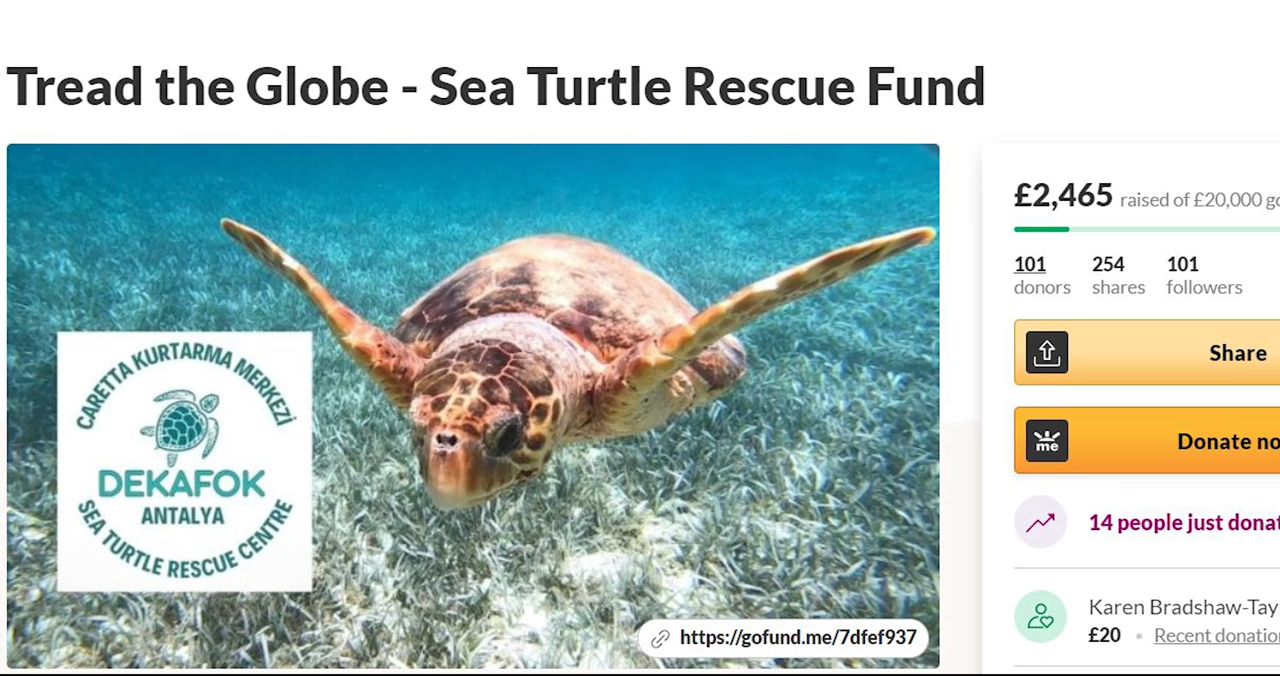 Tread the Globe - Sea Turtle Rescue Fund
CARETTA KURTARMA MERKEZİ
DEKAFOK
ANTALYA
SEA TURTLE RESCUE CENTRE
https://gofund.me/7dfef937
£2,465 raised of £20,000
101 254 101
donors shares followers
Share
me Donate
14 people just
Karen
£20 • Recent